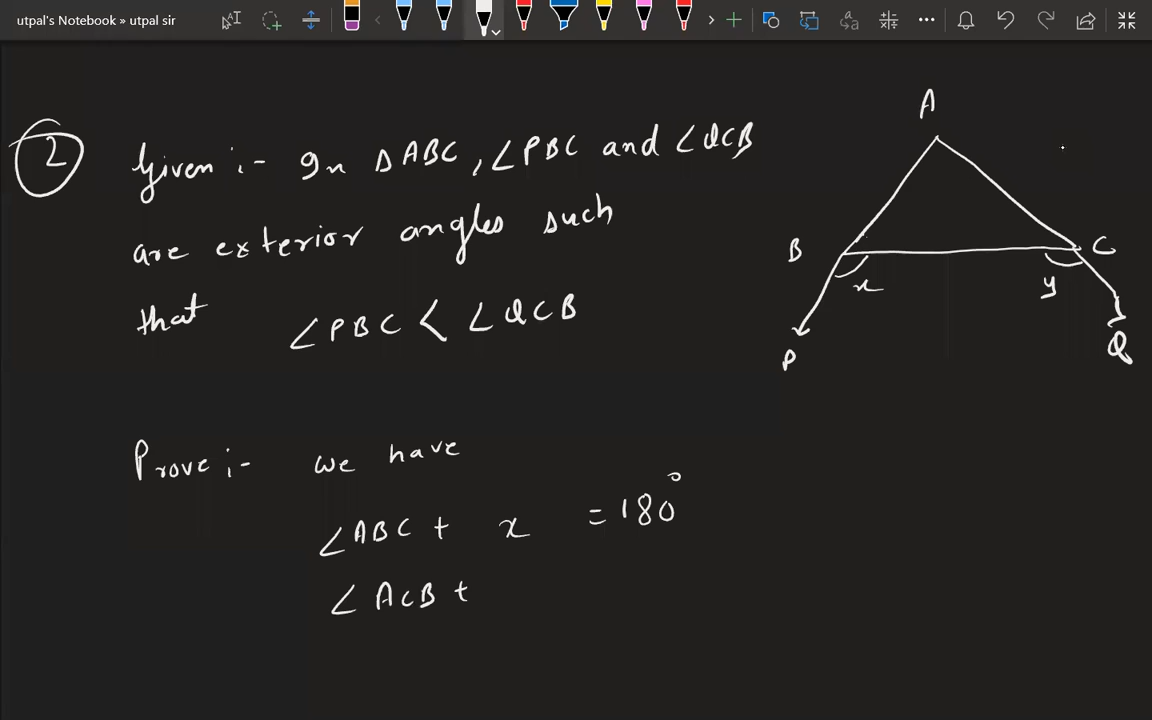 utpal's Notebook » utpal sir
A
② Given :- In △ABC, ∠PBC and ∠QCB
are exterior angles such
B C
x y
that ∠PBC < ∠QCB
P Q
Prove :- we have
∠ABC + x = 180°
∠ACB +